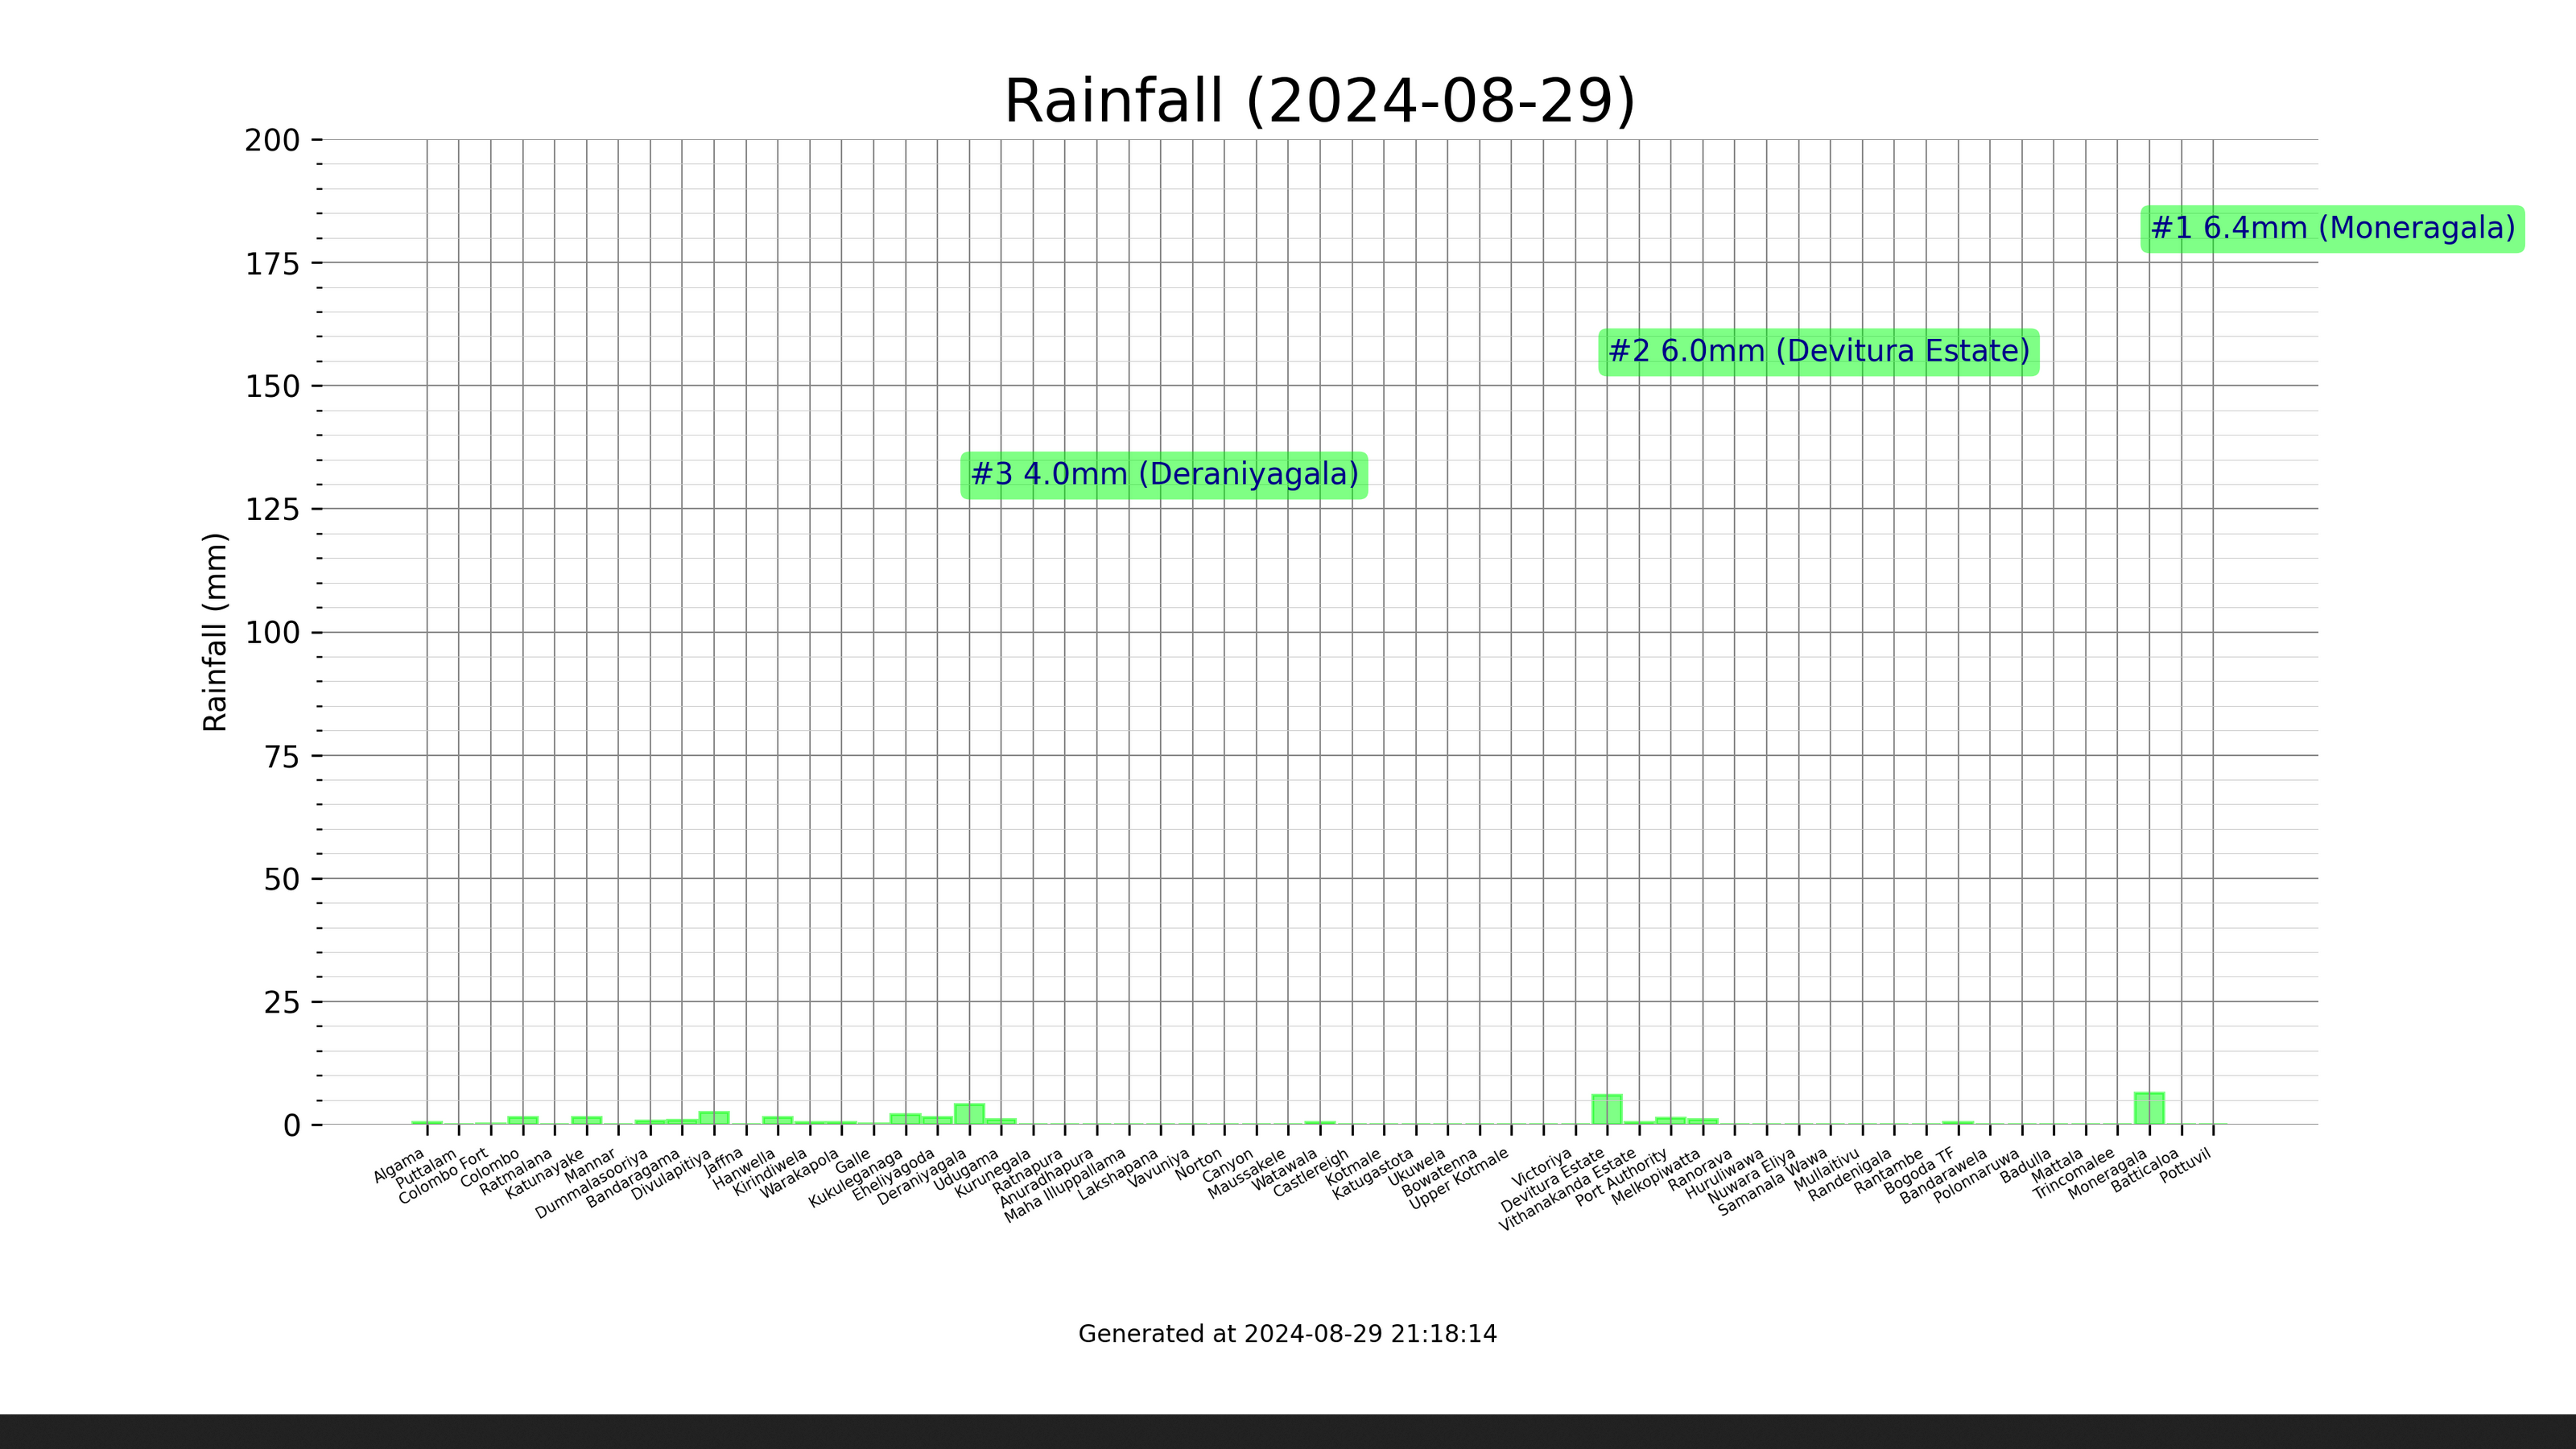 Rainfall (2024-08-29)
200
175
150
125
100
75
50
25
0
Rainfall (mm)
#1 6.4mm (Moneragala)
#2 6.0mm (Devitura Estate)
#3 4.0mm (Deraniyagala)
Algama
Puttalam
Colombo Fort
Colombo
Ratmalana
Katunayake
Mannar
Dummalasooriya
Bandaragama
Divulapitiya
Jaffna
Hanwella
Kirindiwela
Warakapola
Galle
Kukuleganaga
Eheliyagoda
Deraniyagala
Udugama
Kurunegala
Ratnapura
Anuradhapura
Maha Illuppallama
Lakshapana
Vavuniya
Norton
Canyon
Maussakele
Watawala
Castlereigh
Kotmale
Katugastota
Ukuwela
Bowatenna
Upper Kotmale
Victoriya
Devitura Estate
Vithanakanda Estate
Port Authority
Melkopiwatta
Ranorava
Huruliwawa
Nuwara Eliya
Samanala Wawa
Mullaitivu
Randenigala
Rantambe
Bogoda TF
Bandarawela
Polonnaruwa
Badulla
Mattala
Trincomalee
Moneragala
Batticaloa
Pottuvil
Generated at 2024-08-29 21:18:14